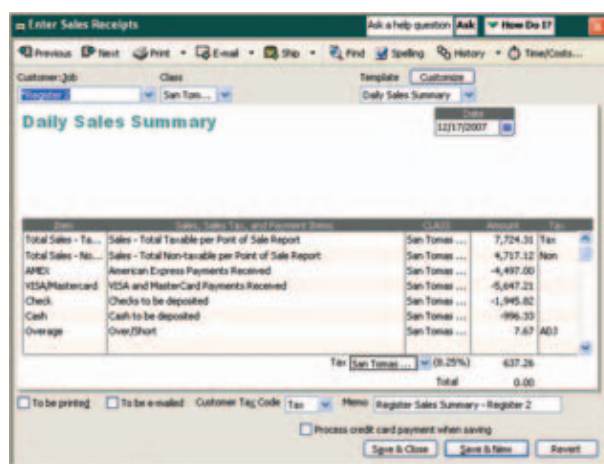 Enter Sales Receipts Ask a help question Ask How Do I?
Previous Next Print E-mail Ship Find Spelling History Time/Costs...
Customer:Job Class Template Customize
Register 2 San Tom... Daily Sales Summary
Daily Sales Summary
Date
12/17/2007
Item Sales, Sales Tax, and Payment Items CLASS Amount Tax
Total Sales - Ta... Sales - Total Taxable per Point of Sale Report San Tomas ... 7,724.31 Tax
Total Sales - No... Sales - Total Non-taxable per Point of Sale Report San Tomas ... 4,717.12 Non
AMEX American Express Payments Received San Tomas ... -4,497.00
VISA/Mastercard VISA and MasterCard Payments Received San Tomas ... -5,647.21
Check Checks to be deposited San Tomas ... -1,945.82
Cash Cash to be deposited San Tomas ... -996.33
Overage Over/Short San Tomas ... 7.67 ADJ
Tax San Tomas ... (8.25%) 637.26
Total 0.00
To be printed To be e-mailed Customer Tax Code Tax Memo Register Sales Summary - Register 2
Process credit card payment when saving
Save & Close Save & New Revert